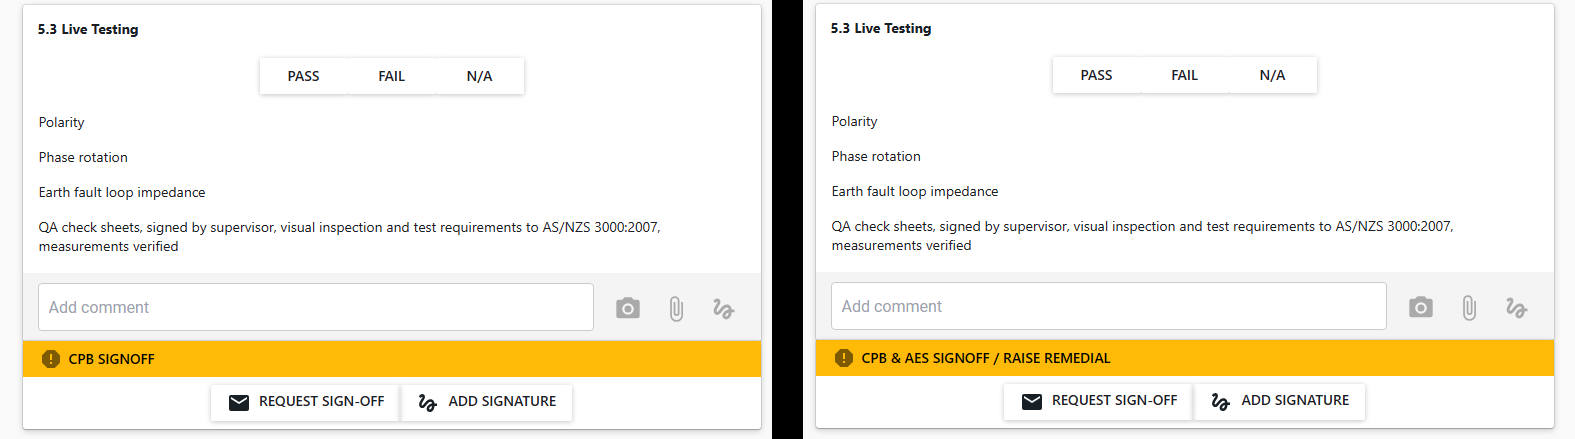 5.3 Live Testing
PASS FAIL N/A
Polarity
Phase rotation
Earth fault loop impedance
QA check sheets, signed by supervisor, visual inspection and test requirements to AS/NZS 3000:2007,
measurements verified
Add comment
CPB SIGNOFF
REQUEST SIGN-OFF ADD SIGNATURE
5.3 Live Testing
PASS FAIL N/A
Polarity
Phase rotation
Earth fault loop impedance
QA check sheets, signed by supervisor, visual inspection and test requirements to AS/NZS 3000:2007,
measurements verified
Add comment
CPB & AES SIGNOFF / RAISE REMEDIAL
REQUEST SIGN-OFF ADD SIGNATURE